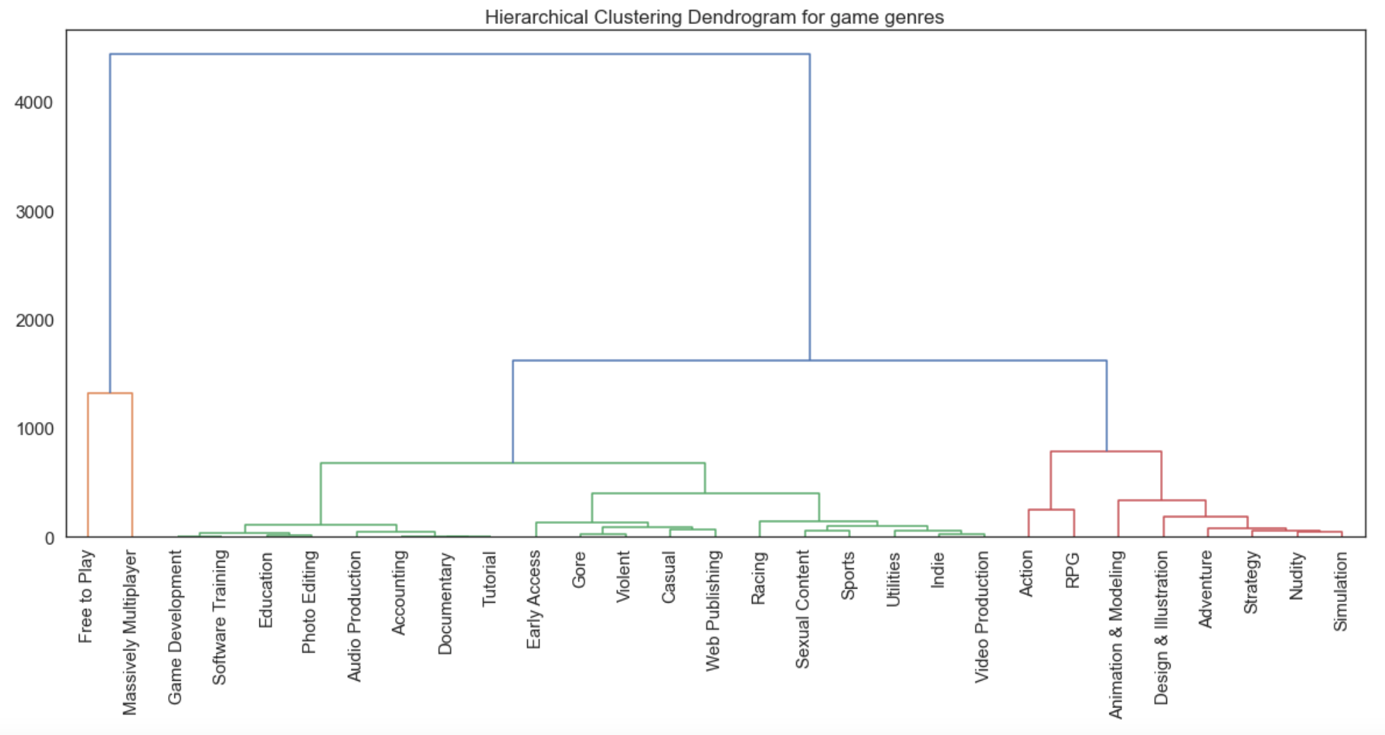 Hierarchical Clustering Dendrogram for game genres
4000
3000
2000
1000
0
Free to Play
Massively Multiplayer
Game Development
Software Training
Education
Photo Editing
Audio Production
Accounting
Documentary
Tutorial
Early Access
Gore
Violent
Casual
Web Publishing
Racing
Sexual Content
Sports
Utilities
Indie
Video Production
Action
RPG
Animation & Modeling
Design & Illustration
Adventure
Strategy
Nudity
Simulation